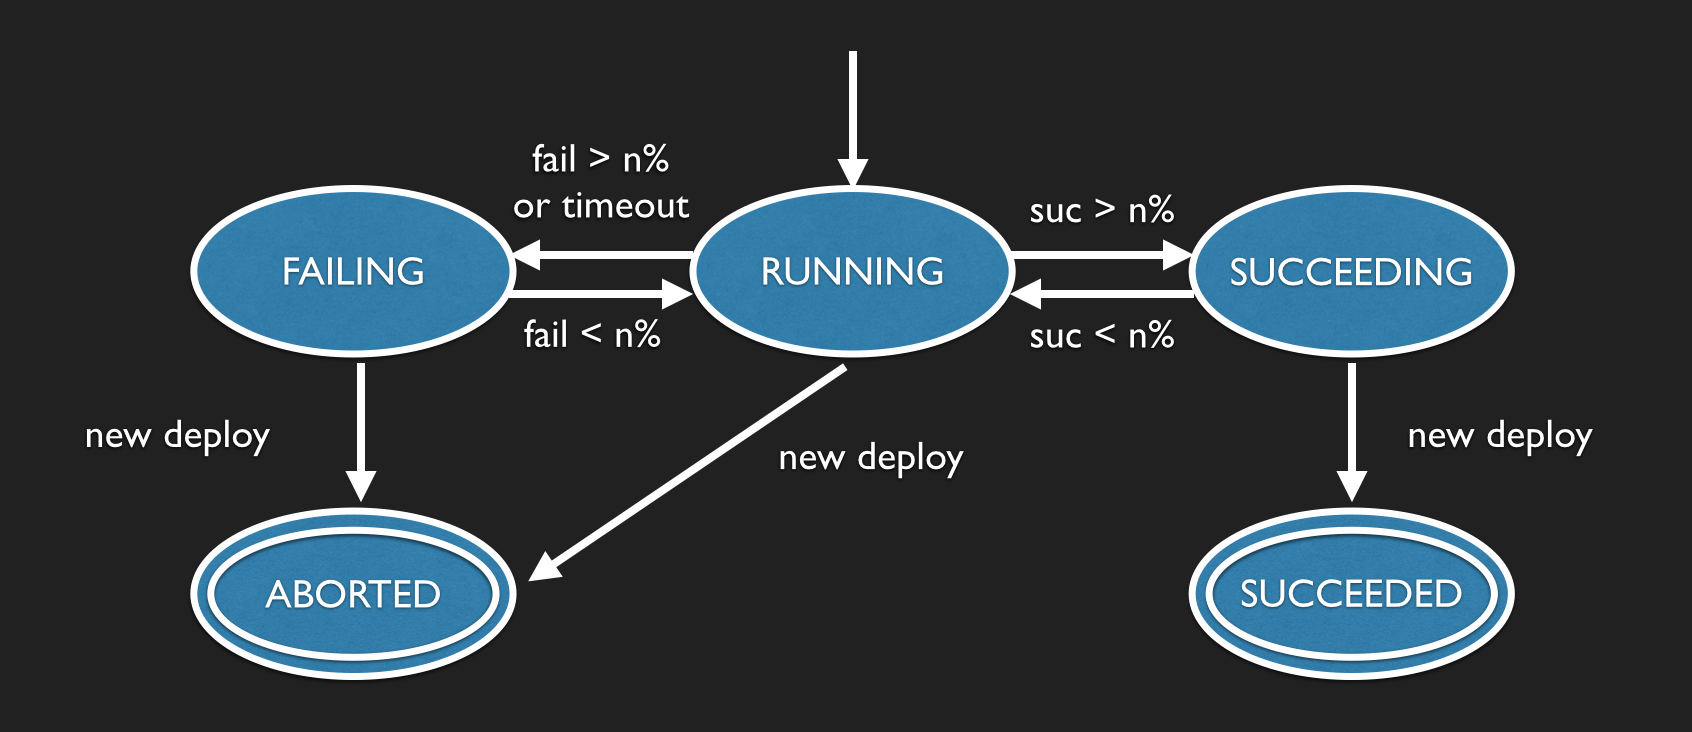 fail > n%
or timeout
suc > n%
FAILING
RUNNING
SUCCEEDING
fail < n%
suc < n%
new deploy
new deploy
new deploy
ABORTED
SUCCEEDED